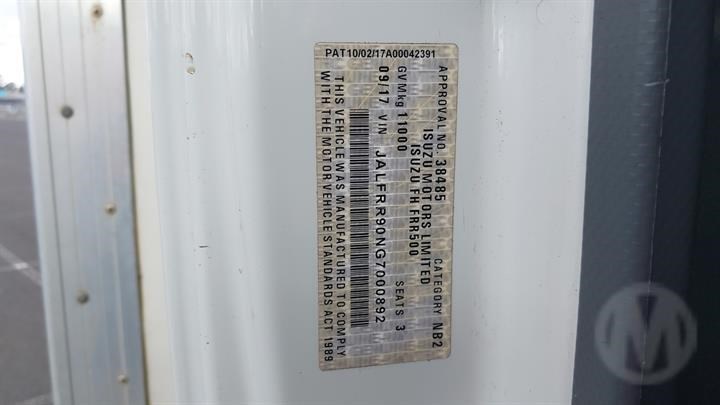 PAT10/02/17A00042391
APPROVAL NO. 38485 CATEGORY NB2
ISUZU MOTORS LIMITED
ISUZU FH FRR500
GVMkg 11000 SEATS 3
09/17 VIN JALFRR90NG7000892
THIS VEHICLE WAS MANUFACTURED TO COMPLY
WITH THE MOTOR VEHICLE STANDARDS ACT 1989
M